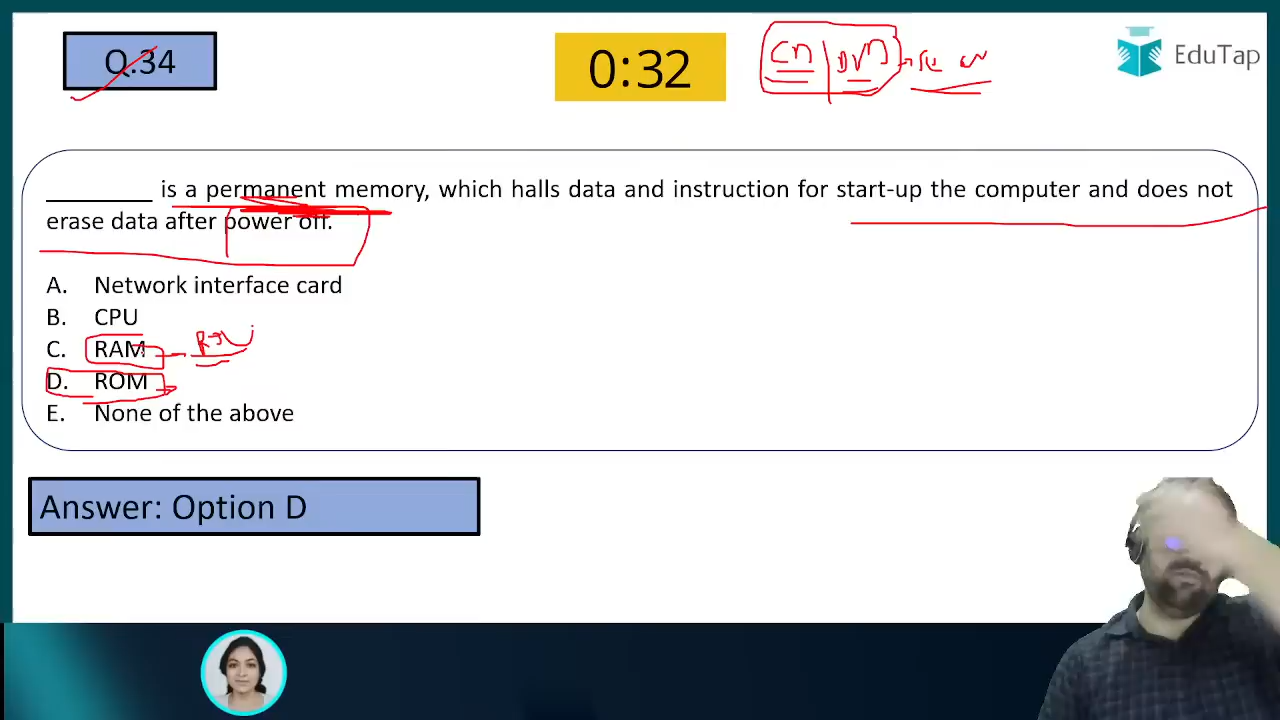 Q.34
0:32
EduTap
________ is a permanent memory, which halls data and instruction for start-up the computer and does not
erase data after power off.
A. Network interface card
B. CPU
C. RAM
D. ROM
E. None of the above
Answer: Option D